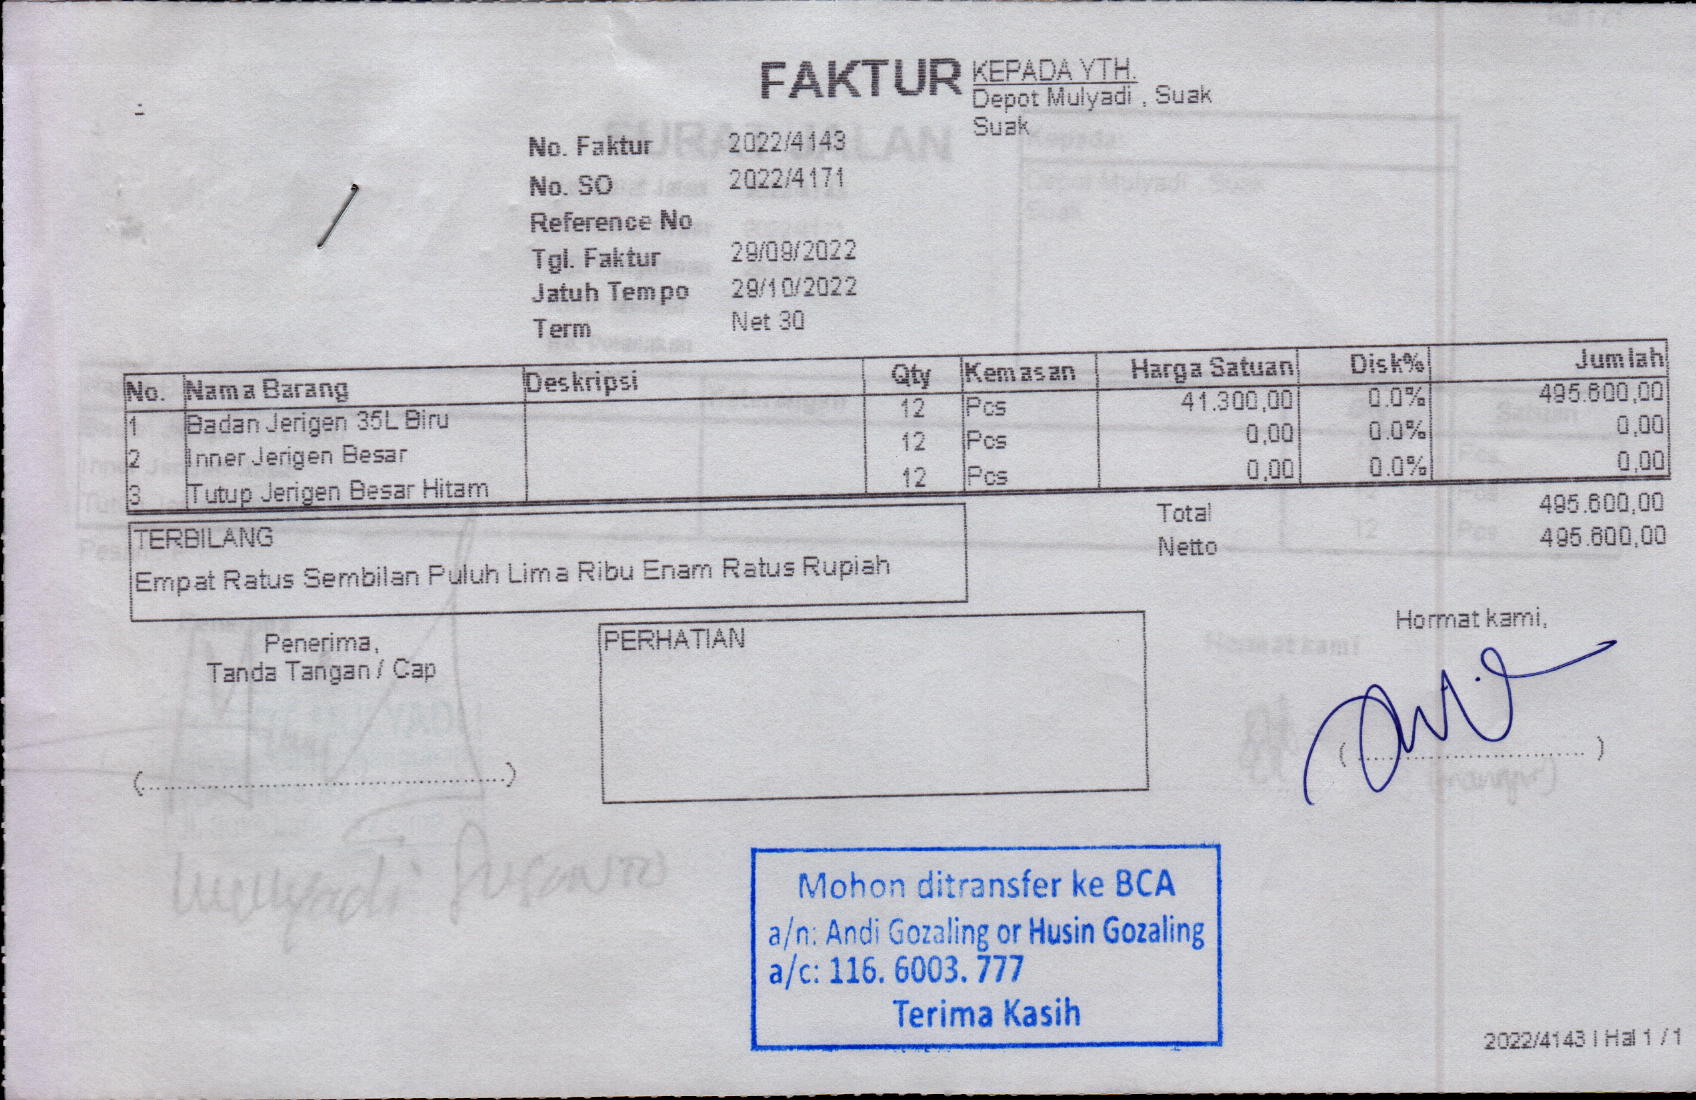 FAKTUR
KEPADA YTH.
Depot Mulyadi , Suak
Suak
No. Faktur 2022/4143
No. SO 2022/4171
Reference No
Tgl. Faktur 29/09/2022
Jatuh Tempo 29/10/2022
Term Net 30
No. Nama Barang Deskripsi Qty Kemasan Harga Satuan Disk% Jumlah
1 Badan Jerigen 35L Biru 12 Pcs 41.300,00 0.0% 495.600,00
2 Inner Jerigen Besar 12 Pcs 0,00 0.0% 0,00
3 Tutup Jerigen Besar Hitam 12 Pcs 0,00 0.0% 0,00
Total 495.600,00
Netto 495.600,00
TERBILANG
Empat Ratus Sembilan Puluh Lima Ribu Enam Ratus Rupiah
Penerima,
Tanda Tangan / Cap
PERHATIAN
Hormat kami,
Mohon ditransfer ke BCA
a/n: Andi Gozaling or Husin Gozaling
a/c: 116. 6003. 777
Terima Kasih
2022/4143 | Hal 1 / 1